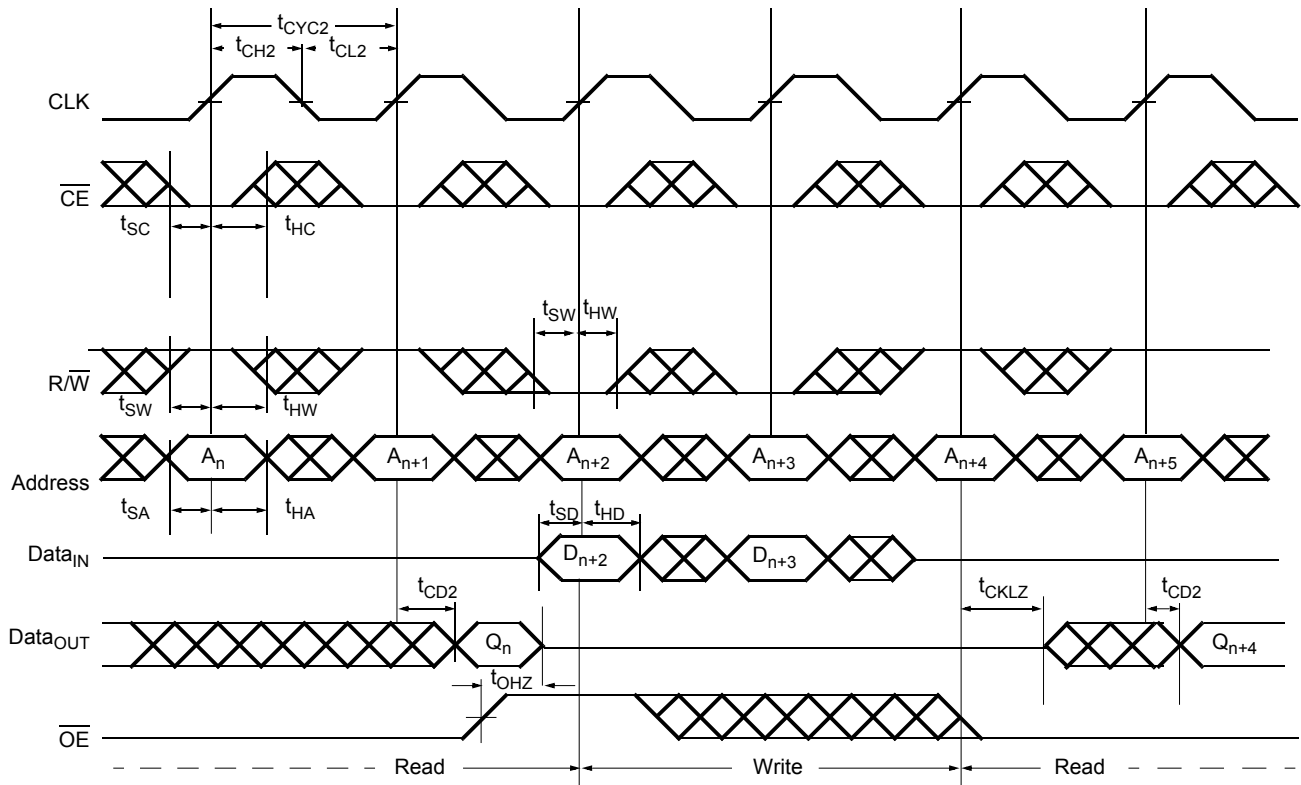 tCYC2
tCH2 tCL2
CLK
CE
tSC tHC
tSW tHW
R/W
tSW tHW
An An+1 An+2 An+3 An+4 An+5
Address
tSA tHA
tSD tHD
DataIN Dn+2 Dn+3
tCD2 tCKLZ tCD2
DataOUT Qn Qn+4
tOHZ
OE
Read Write Read